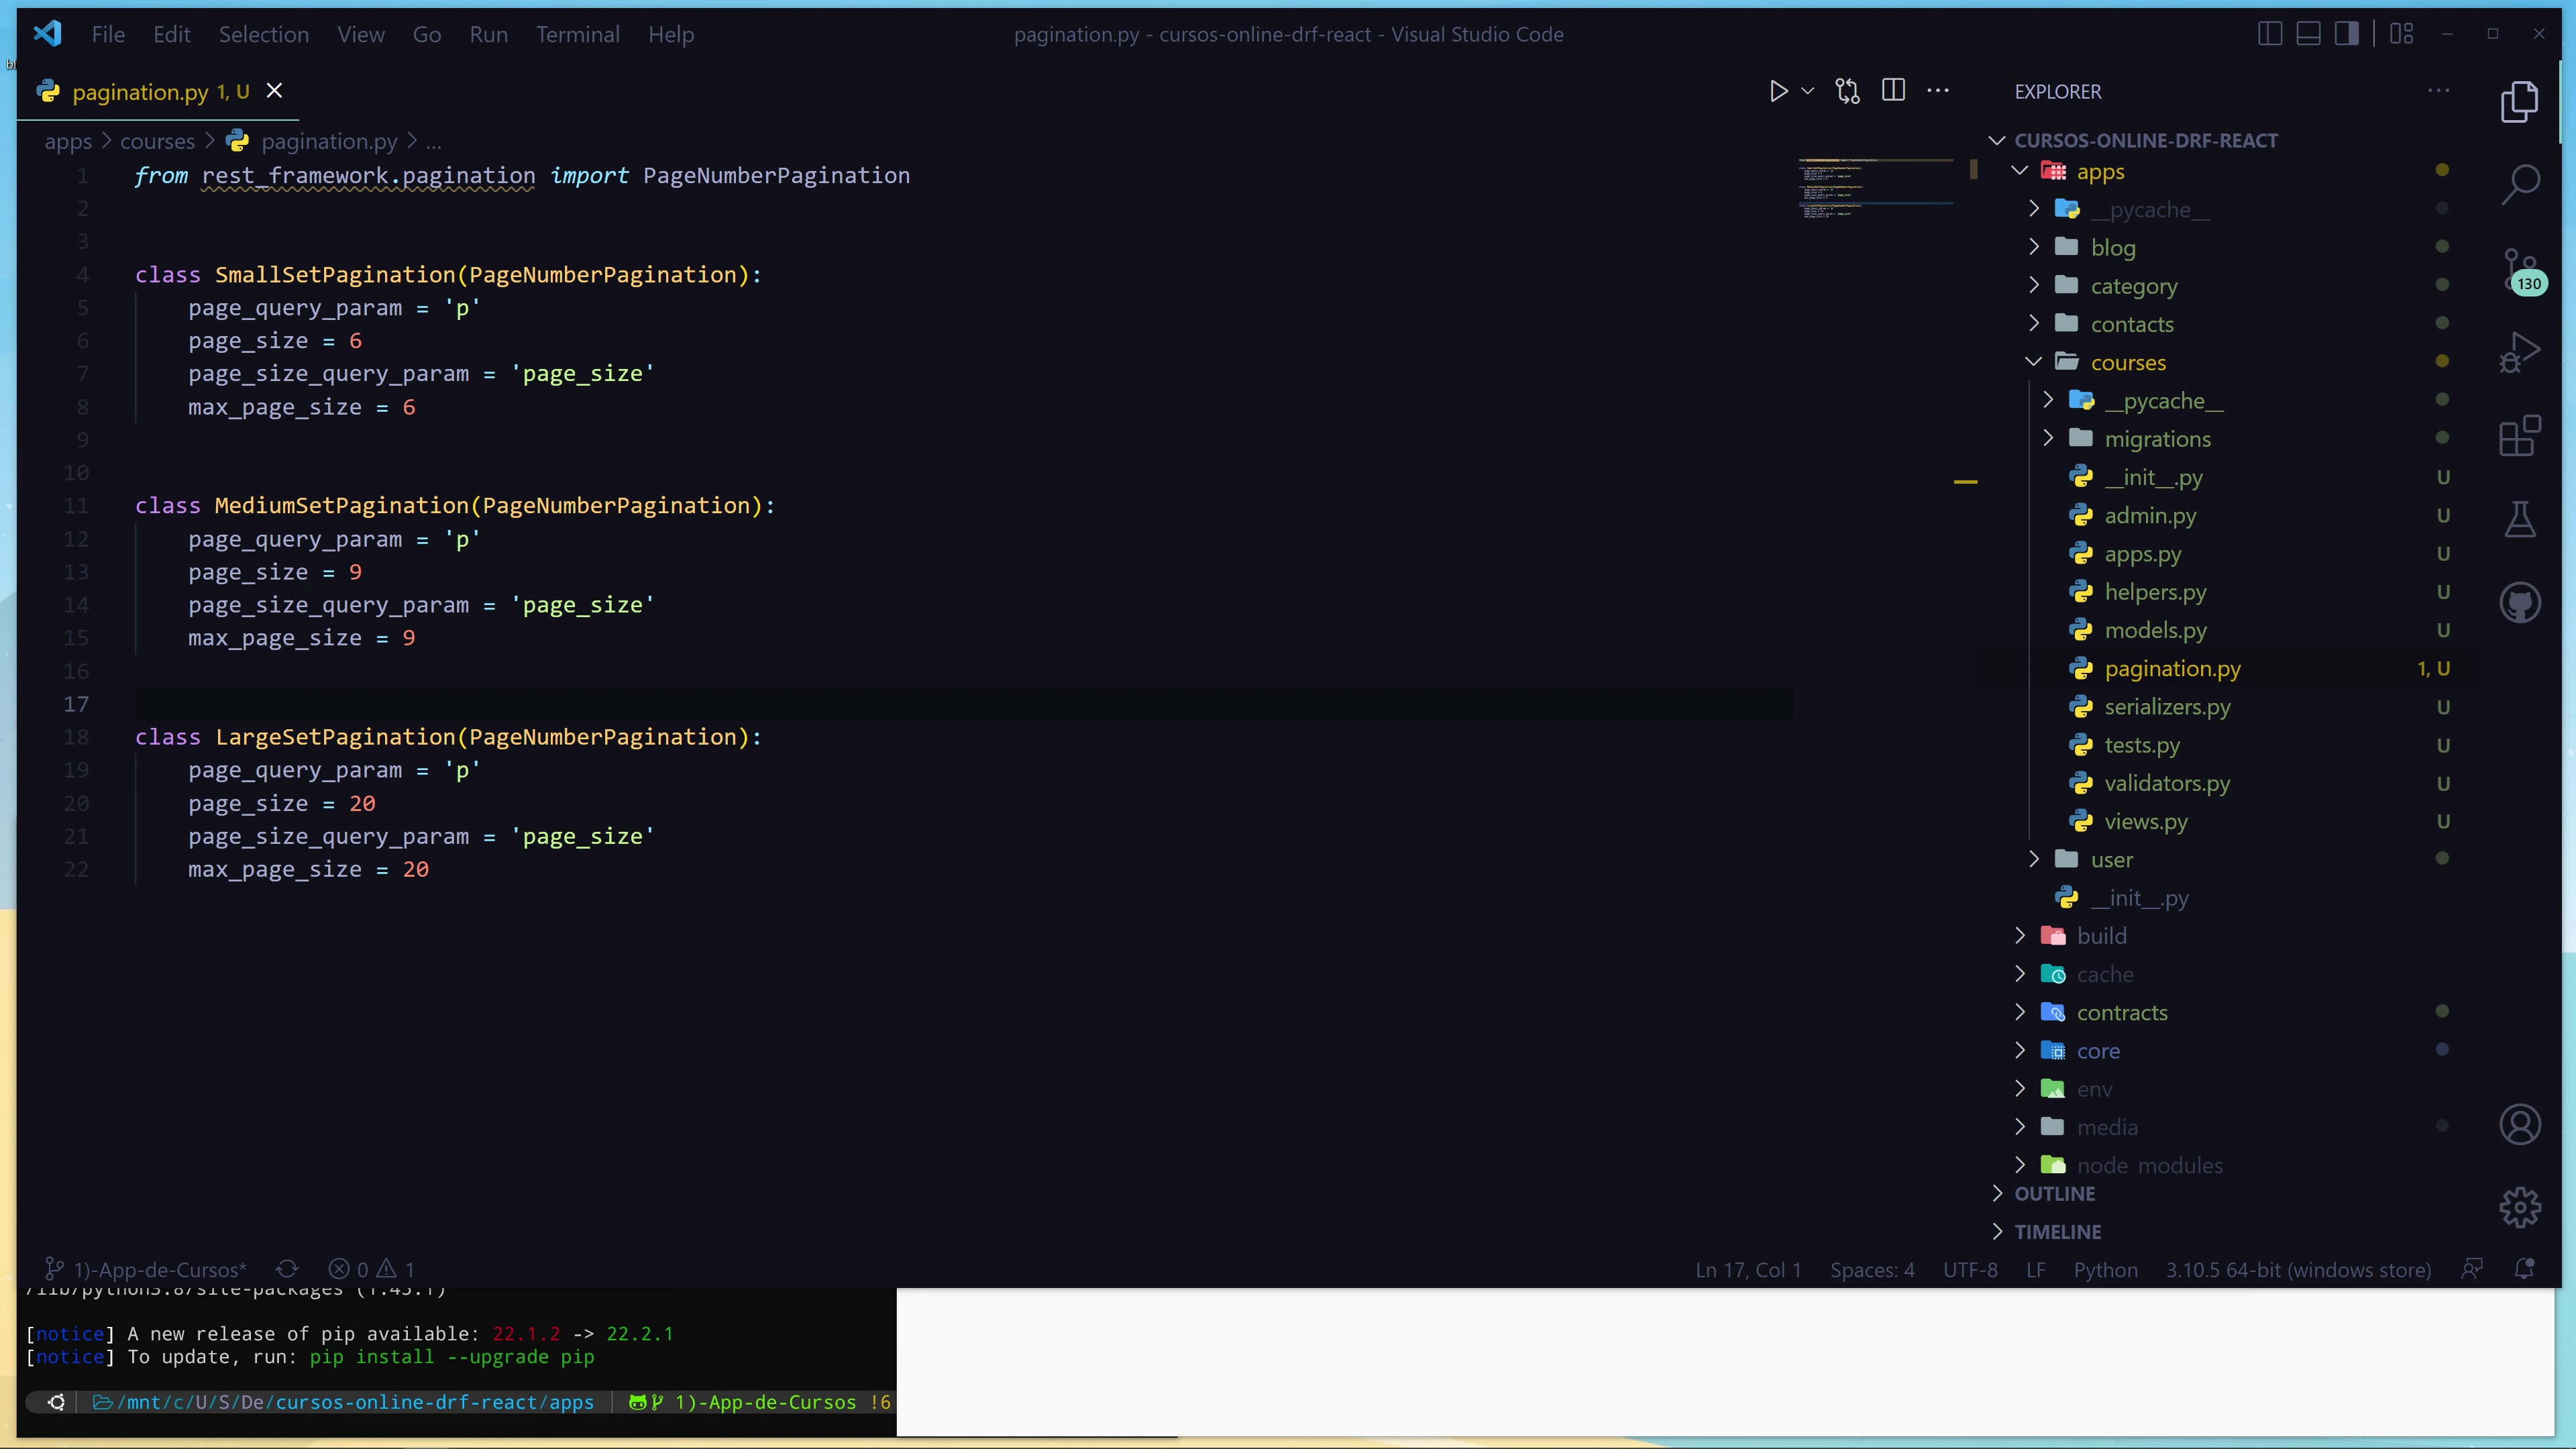 File Edit Selection View Go Run Terminal Help
pagination.py - cursos-online-drf-react - Visual Studio Code
pagination.py 1, U
apps > courses > pagination.py > ...
1 from rest_framework.pagination import PageNumberPagination
2
3
4 class SmallSetPagination(PageNumberPagination):
5 page_query_param = 'p'
6 page_size = 6
7 page_size_query_param = 'page_size'
8 max_page_size = 6
9
10
11 class MediumSetPagination(PageNumberPagination):
12 page_query_param = 'p'
13 page_size = 9
14 page_size_query_param = 'page_size'
15 max_page_size = 9
16
17
18 class LargeSetPagination(PageNumberPagination):
19 page_query_param = 'p'
20 page_size = 20
21 page_size_query_param = 'page_size'
22 max_page_size = 20
EXPLORER
CURSOS-ONLINE-DRF-REACT
apps
__pycache__
blog
category
contacts
courses
__pycache__
migrations
__init__.py U
admin.py U
apps.py U
helpers.py U
models.py U
pagination.py 1, U
serializers.py U
tests.py U
validators.py U
views.py U
user
__init__.py
build
cache
contracts
core
env
media
node_modules
OUTLINE
TIMELINE
130
1)-App-de-Cursos* 0 1
Ln 17, Col 1 Spaces: 4 UTF-8 LF Python 3.10.5 64-bit (windows store)
/lib/python3.8/site-packages (1.43.1)
[notice] A new release of pip available: 22.1.2 -> 22.2.1
[notice] To update, run: pip install --upgrade pip
/mnt/c/U/S/De/cursos-online-drf-react/apps 1)-App-de-Cursos !6